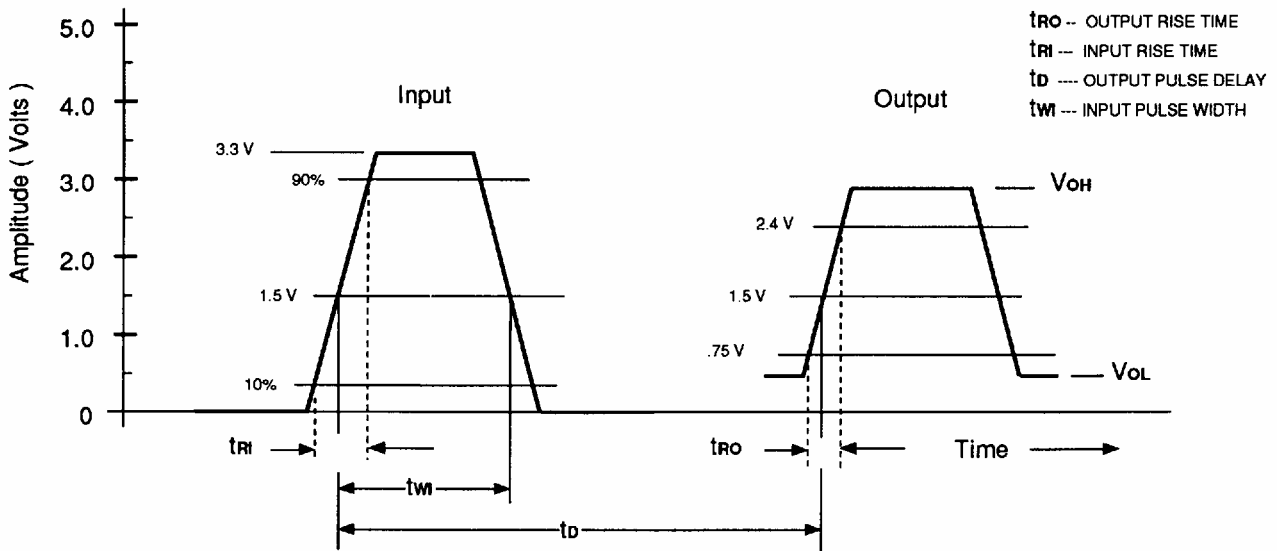 5.0
4.0
3.0
2.0
1.0
0
Amplitude ( Volts )
tRO -- OUTPUT RISE TIME
tRI --- INPUT RISE TIME
tD ---- OUTPUT PULSE DELAY
tWI --- INPUT PULSE WIDTH
Input
Output
3.3 V
90%
1.5 V
10%
VOH
2.4 V
1.5 V
.75 V
VOL
tRI
tRO
Time
tWI
tD